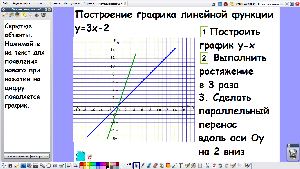 Скрытые
объекты.
Нажимай
на текст для
появления
нового при
нажатии на
цифру
появляется
график.
Построение графика линейной функции
y=3x-2
1 Построить
график y=x
2 Выполнить
растяжение
в 3 раза
3. Сделать
параллельный
перенос
вдоль оси Оу
на 2 вниз